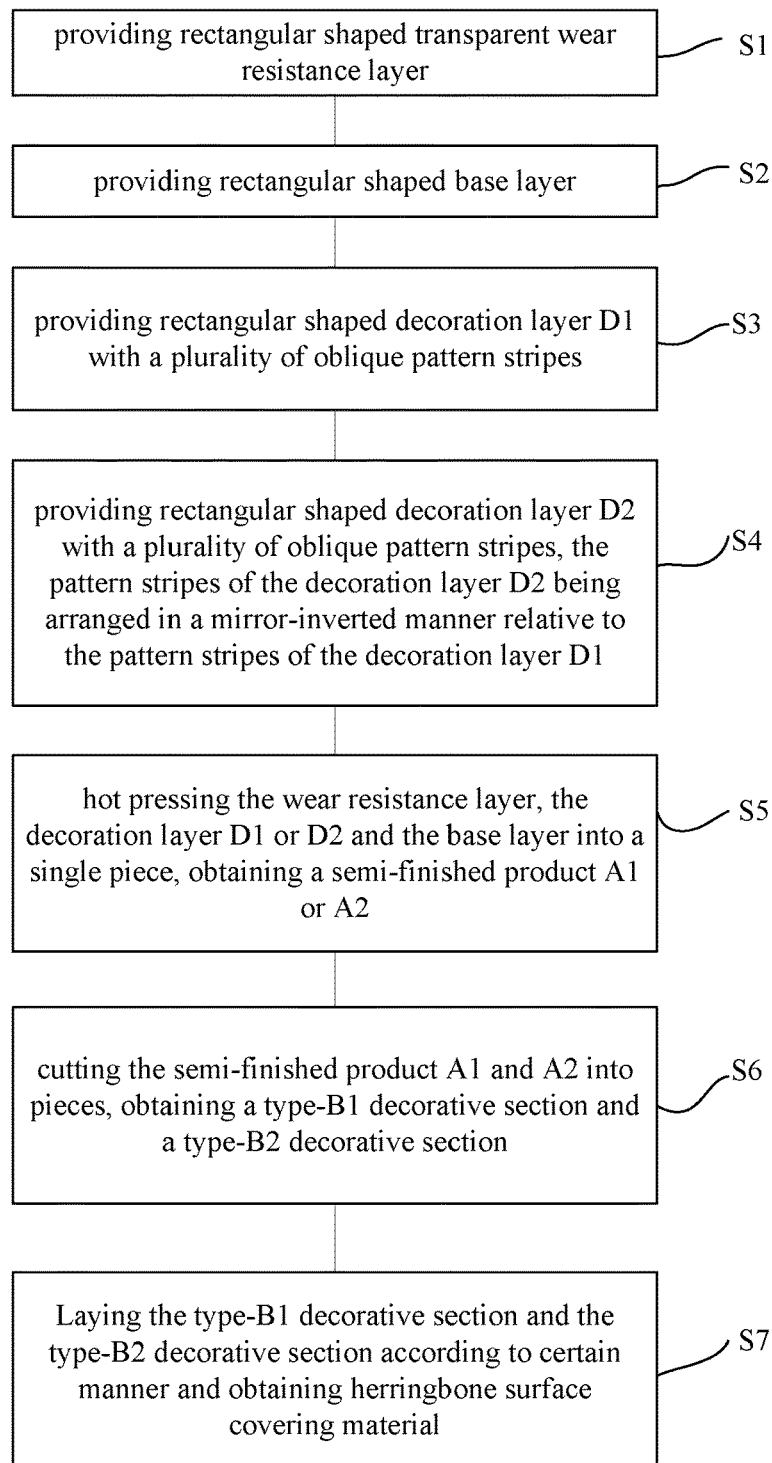 providing rectangular shaped transparent wear
resistance layer
S1
providing rectangular shaped base layer
S2
providing rectangular shaped decoration layer D1
with a plurality of oblique pattern stripes
S3
providing rectangular shaped decoration layer D2
with a plurality of oblique pattern stripes, the
pattern stripes of the decoration layer D2 being
arranged in a mirror-inverted manner relative to
the pattern stripes of the decoration layer D1
S4
hot pressing the wear resistance layer, the
decoration layer D1 or D2 and the base layer into a
single piece, obtaining a semi-finished product A1
or A2
S5
cutting the semi-finished product A1 and A2 into
pieces, obtaining a type-B1 decorative section and
a type-B2 decorative section
S6
Laying the type-B1 decorative section and the
type-B2 decorative section according to certain
manner and obtaining herringbone surface
covering material
S7